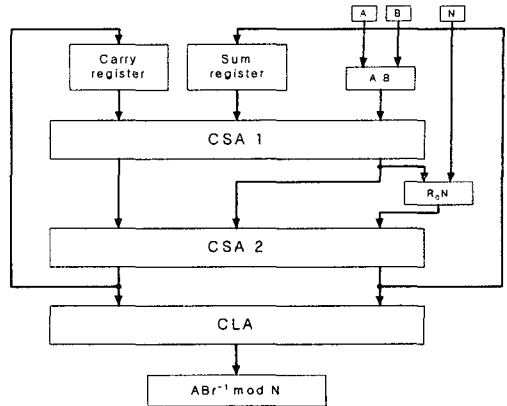 A B N
Carry register
Sum register
A B
CSA 1
R₀N
CSA 2
CLA
ABr⁻¹ mod N